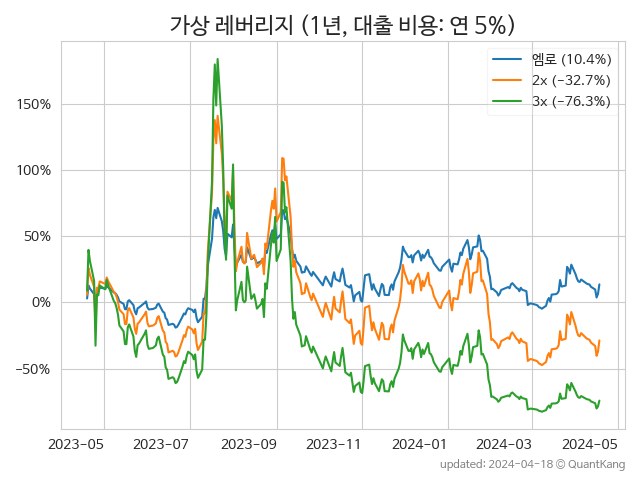 가상 레버리지 (1년, 대출 비용: 연 5%)
엠로 (10.4%)
2x (−32.7%)
3x (−76.3%)
150%
100%
50%
0%
−50%
2023-05 2023-07 2023-09 2023-11 2024-01 2024-03 2024-05
updated: 2024-04-18 © QuantKang